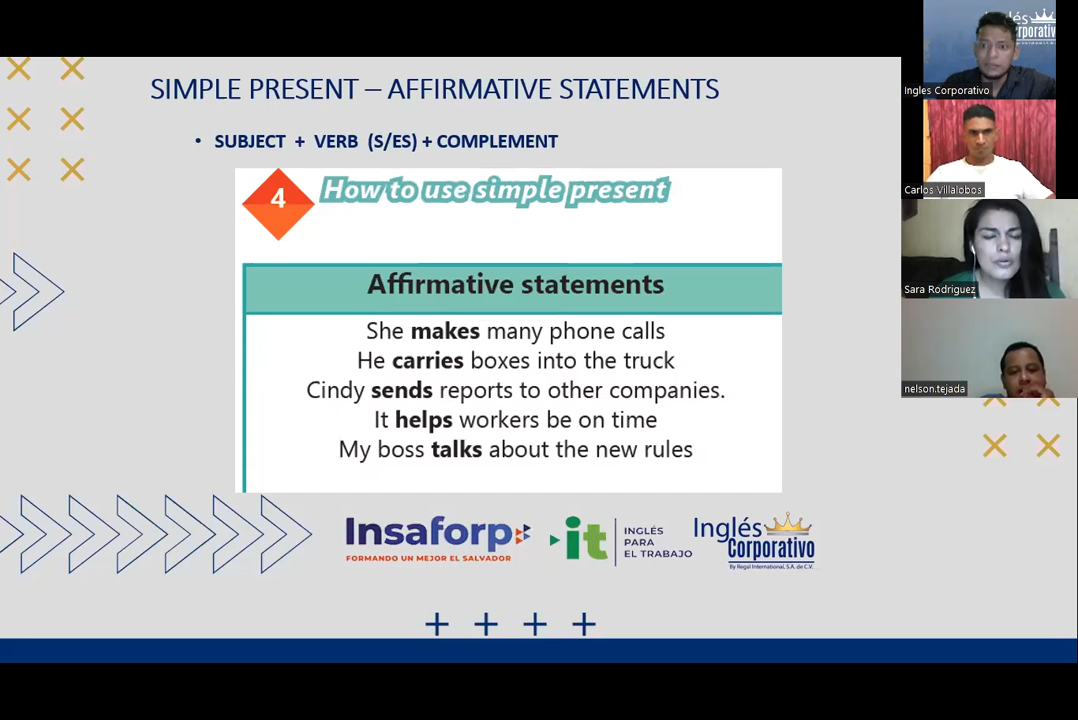 SIMPLE PRESENT – AFFIRMATIVE STATEMENTS
• SUBJECT + VERB (S/ES) + COMPLEMENT
4
How to use simple present
Affirmative statements
She makes many phone calls
He carries boxes into the truck
Cindy sends reports to other companies.
It helps workers be on time
My boss talks about the new rules
Insaforp
FORMANDO UN MEJOR EL SALVADOR
it
INGLÉS
PARA
EL TRABAJO
Inglés
Corporativo
By Regal International, S.A. de C.V.
Ingles Corporativo
Carlos Villalobos
Sara Rodriguez
nelson.tejada